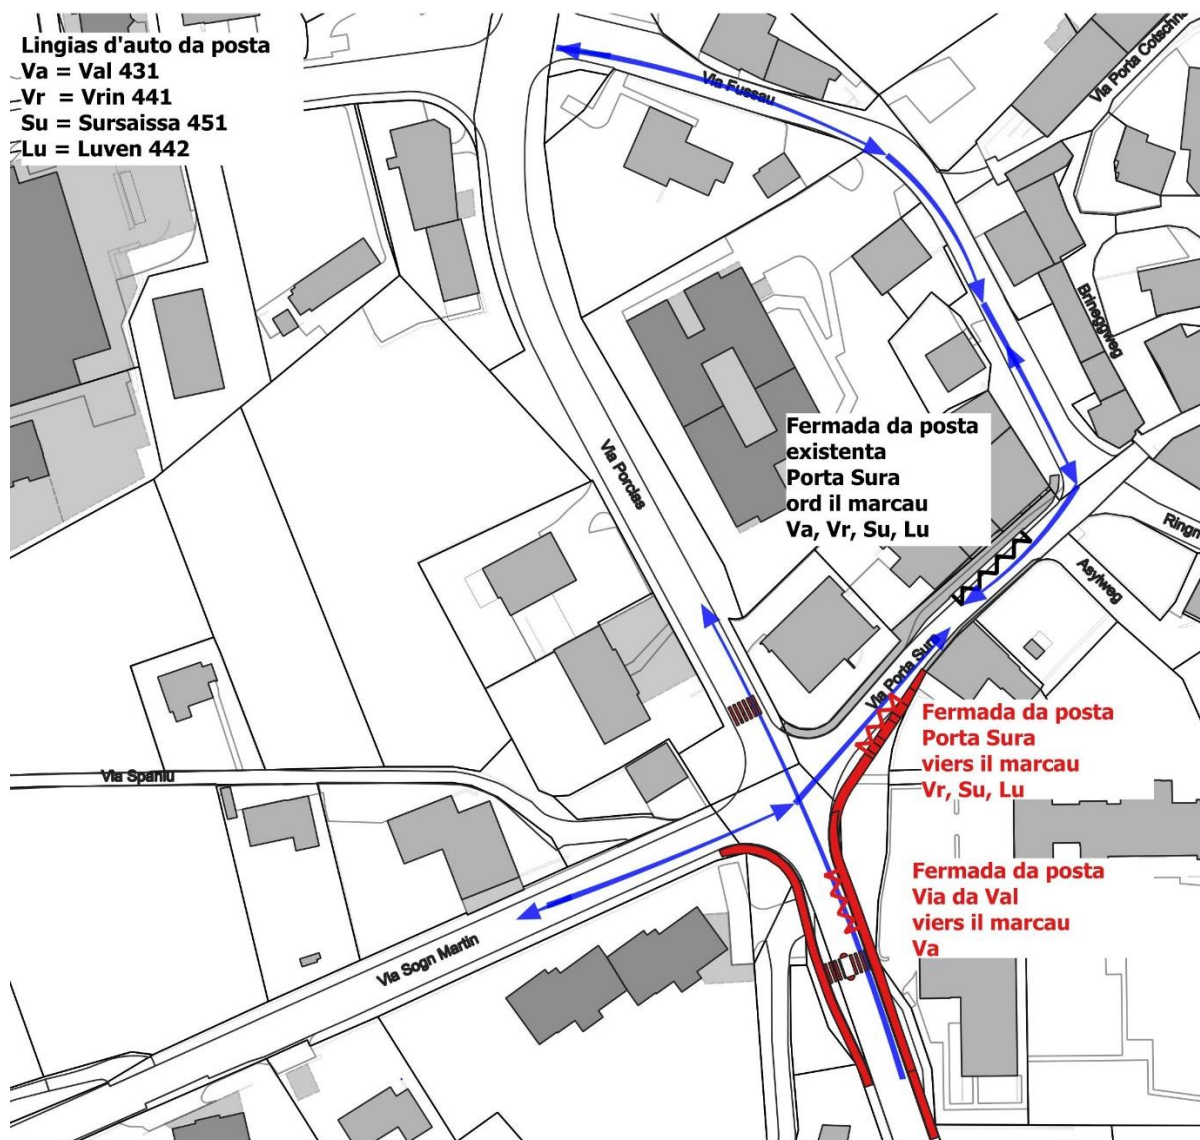 Lingias d'auto da posta
Va = Val 431
Vr = Vrin 441
Su = Sursaissa 451
Lu = Luven 442
Via Fussau
Via Porta Cotschna
Brineggweg
Via Porclas
Fermada da posta
existenta
Porta Sura
ord il marcau
Va, Vr, Su, Lu
Asylweg
Via Porta Sura
Fermada da posta
Porta Sura
viers il marcau
Vr, Su, Lu
Via Spaniu
Fermada da posta
Via da Val
viers il marcau
Va
Via Sogn Martin